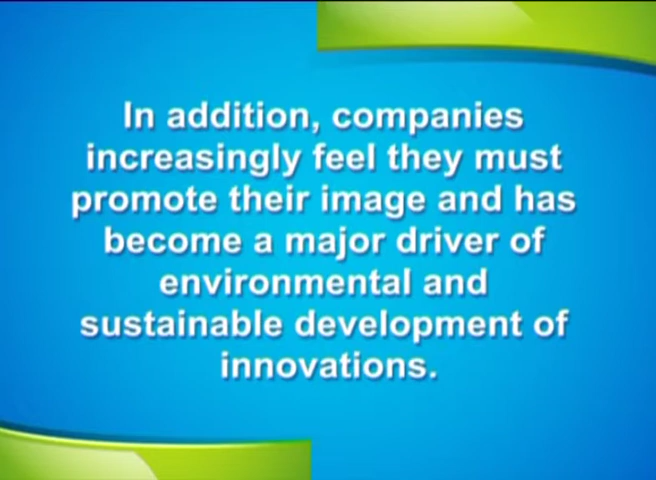 In addition, companies
increasingly feel they must
promote their image and has
become a major driver of
environmental and
sustainable development of
innovations.